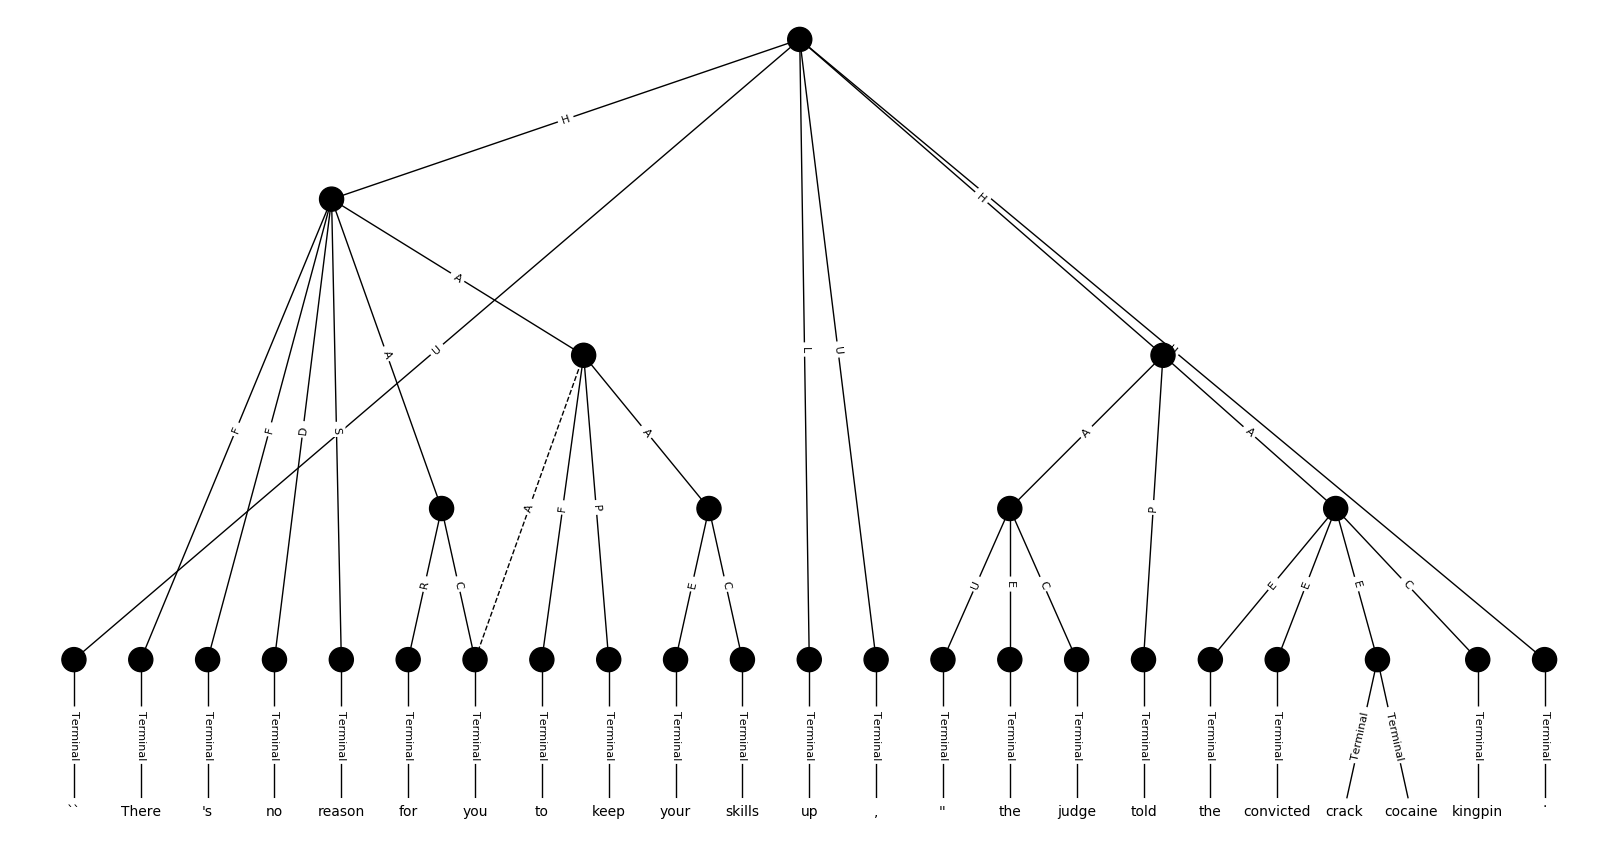 H
H
A
A
U
L
U
U
F
F
D
S
A
P
A
A
A
F
P
R
C
E
C
U
E
C
E
E
E
C
Terminal Terminal Terminal Terminal Terminal Terminal Terminal Terminal Terminal Terminal Terminal Terminal Terminal Terminal Terminal Terminal Terminal Terminal Terminal Terminal Terminal Terminal Terminal
`` There 's no reason for you to keep your skills up , " the judge told the convicted crack cocaine kingpin .